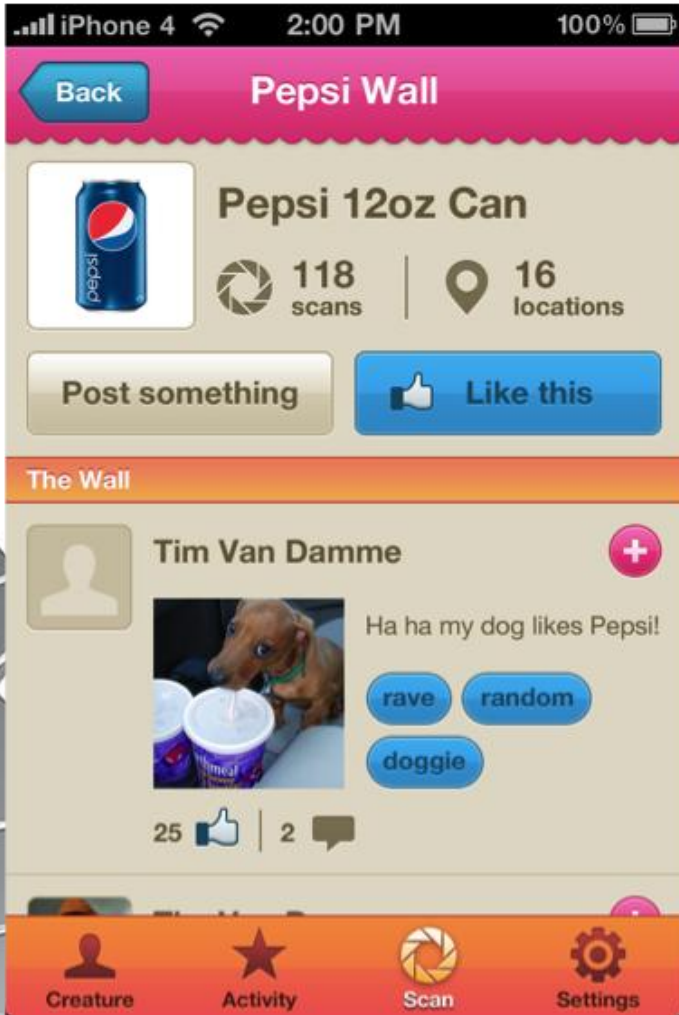 iPhone 4 2:00 PM 100%
Back Pepsi Wall
pepsi
Pepsi 12oz Can
118
scans
16
locations
Post something
Like this
The Wall
Tim Van Damme
Ha ha my dog likes Pepsi!
rave random
doggie
25 2
Creature Activity Scan Settings